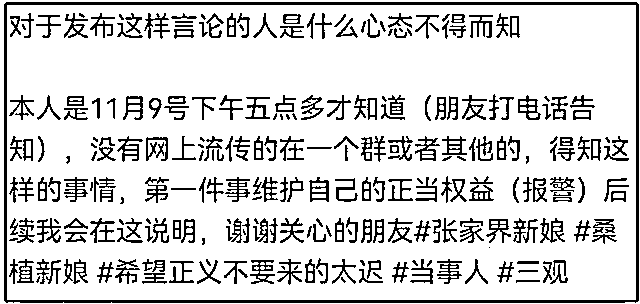 对于发布这样言论的人是什么心态不得而知
本人是11月9号下午五点多才知道（朋友打电话告
知），没有网上流传的在一个群或者其他的，得知这
样的事情，第一件事维护自己的正当权益（报警）后
续我会在这说明，谢谢关心的朋友#张家界新娘 #桑
植新娘 #希望正义不要来的太迟 #当事人 #三观